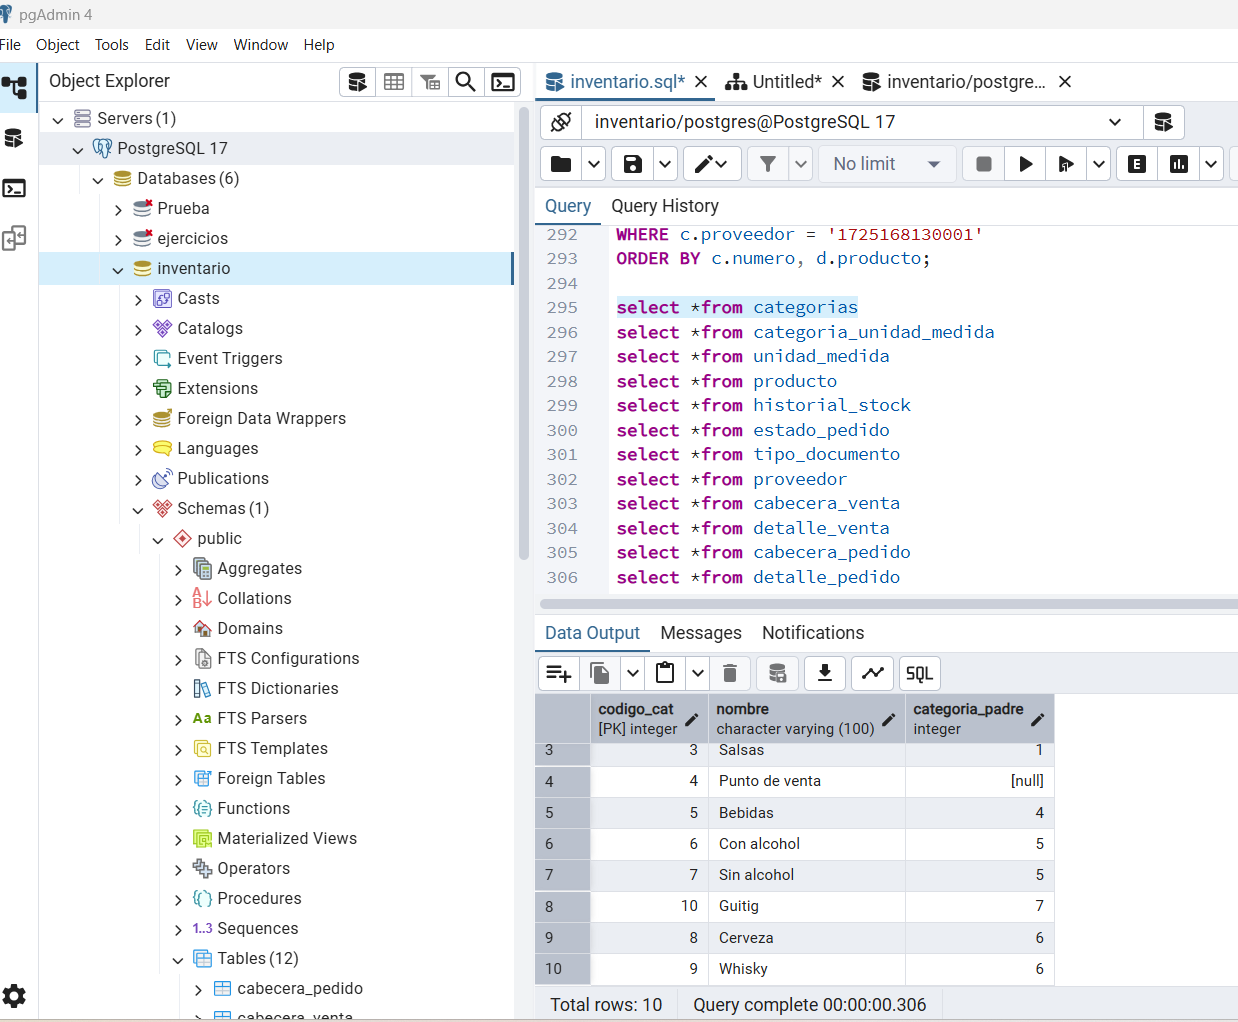 pgAdmin 4
File Object Tools Edit View Window Help
Object Explorer
Servers (1)
PostgreSQL 17
Databases (6)
Prueba
ejercicios
inventario
Casts
Catalogs
Event Triggers
Extensions
Foreign Data Wrappers
Languages
Publications
Schemas (1)
public
Aggregates
Collations
Domains
FTS Configurations
FTS Dictionaries
Aa FTS Parsers
FTS Templates
Foreign Tables
Functions
Materialized Views
Operators
Procedures
1..3 Sequences
Tables (12)
cabecera_pedido
cabecera_venta
inventario.sql* Untitled* inventario/postgre...
inventario/postgres@PostgreSQL 17
No limit
E
Query Query History
292 WHERE c.proveedor = '1725168130001'
293 ORDER BY c.numero, d.producto;
294
295 select *from categorias
296 select *from categoria_unidad_medida
297 select *from unidad_medida
298 select *from producto
299 select *from historial_stock
300 select *from estado_pedido
301 select *from tipo_documento
302 select *from proveedor
303 select *from cabecera_venta
304 select *from detalle_venta
305 select *from cabecera_pedido
306 select *from detalle_pedido
Data Output Messages Notifications
SQL
codigo_cat nombre categoria_padre
[PK] integer character varying (100) integer
3 3 Salsas 1
4 4 Punto de venta [null]
5 5 Bebidas 4
6 6 Con alcohol 5
7 7 Sin alcohol 5
8 10 Guitig 7
9 8 Cerveza 6
10 9 Whisky 6
Total rows: 10 Query complete 00:00:00.306